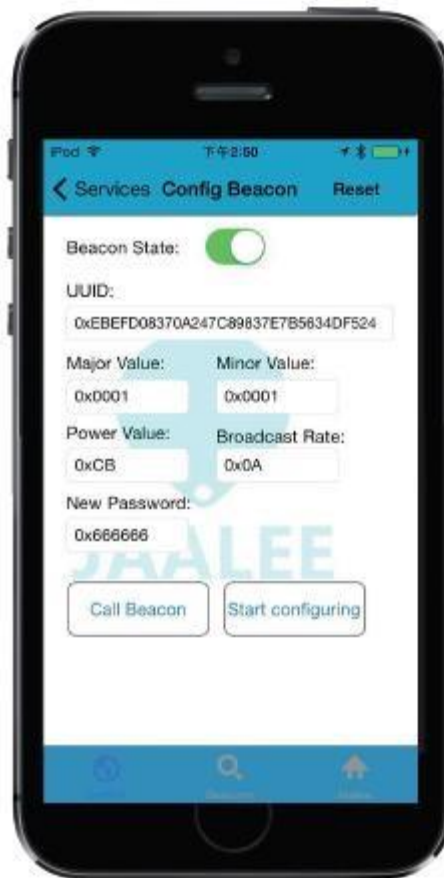 iPod 下午2:50
Services Config Beacon Reset
Beacon State:
UUID:
0xEBEFD08370A247C89837E7B5634DF524
Major Value: Minor Value:
0x0001 0x0001
Power Value: Broadcast Rate:
0xCB 0x0A
New Password:
0x666666
JAALEE
Call Beacon Start configuring